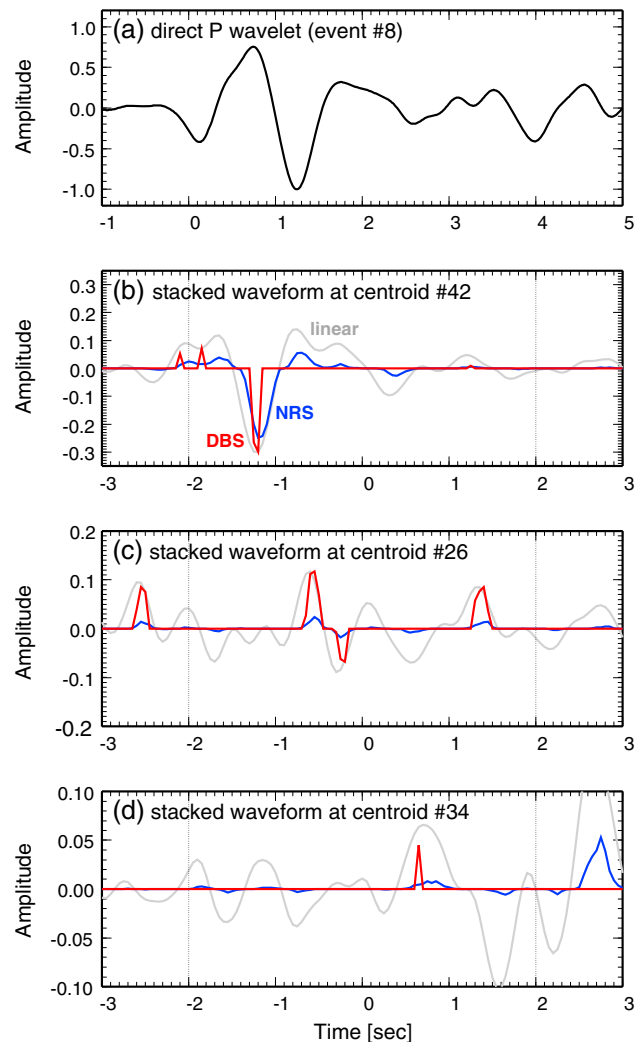 (a) direct P wavelet (event #8)
Amplitude
1.0
0.5
0.0
-0.5
-1.0
-1 0 1 2 3 4 5
(b) stacked waveform at centroid #42
Amplitude
0.3
0.2
0.1
0.0
-0.1
-0.2
-0.3
linear
NRS
DBS
-3 -2 -1 0 1 2 3
(c) stacked waveform at centroid #26
Amplitude
0.2
0.1
0.0
-0.1
-0.2
-3 -2 -1 0 1 2 3
(d) stacked waveform at centroid #34
Amplitude
0.10
0.05
0.00
-0.05
-0.10
-3 -2 -1 0 1 2 3
Time [sec]